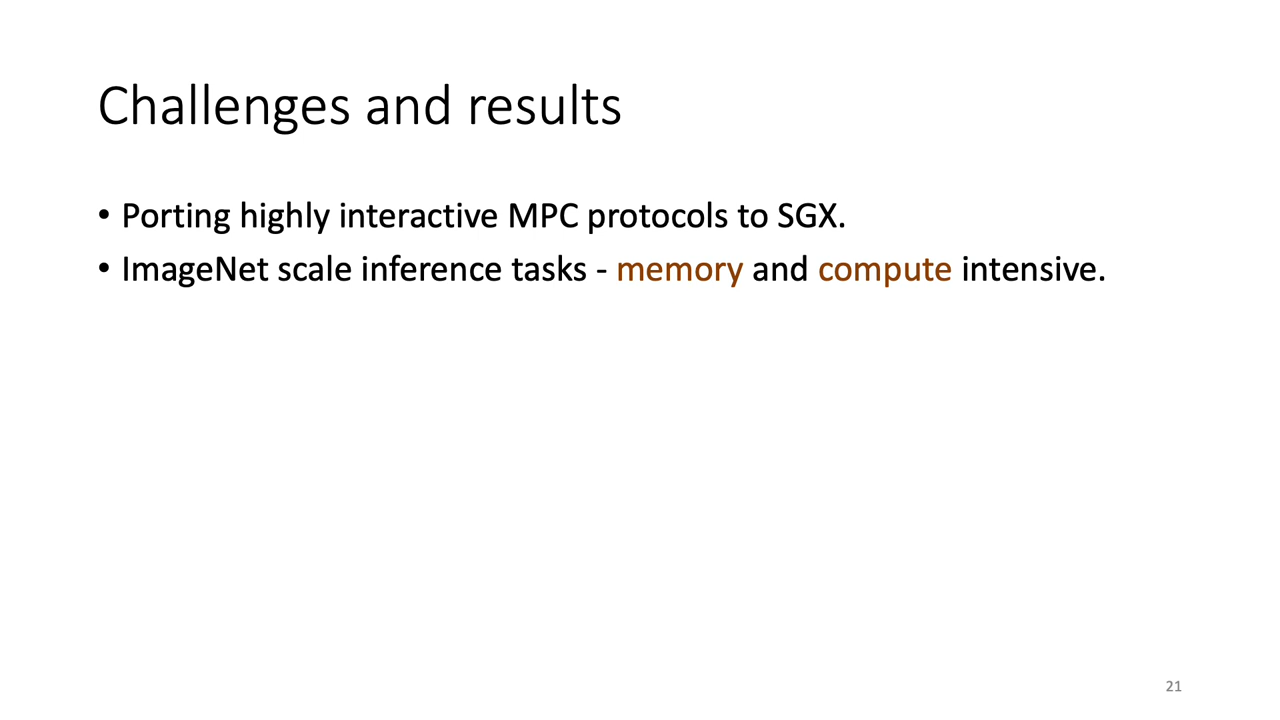 Challenges and results
• Porting highly interactive MPC protocols to SGX.
• ImageNet scale inference tasks - memory and compute intensive.
21